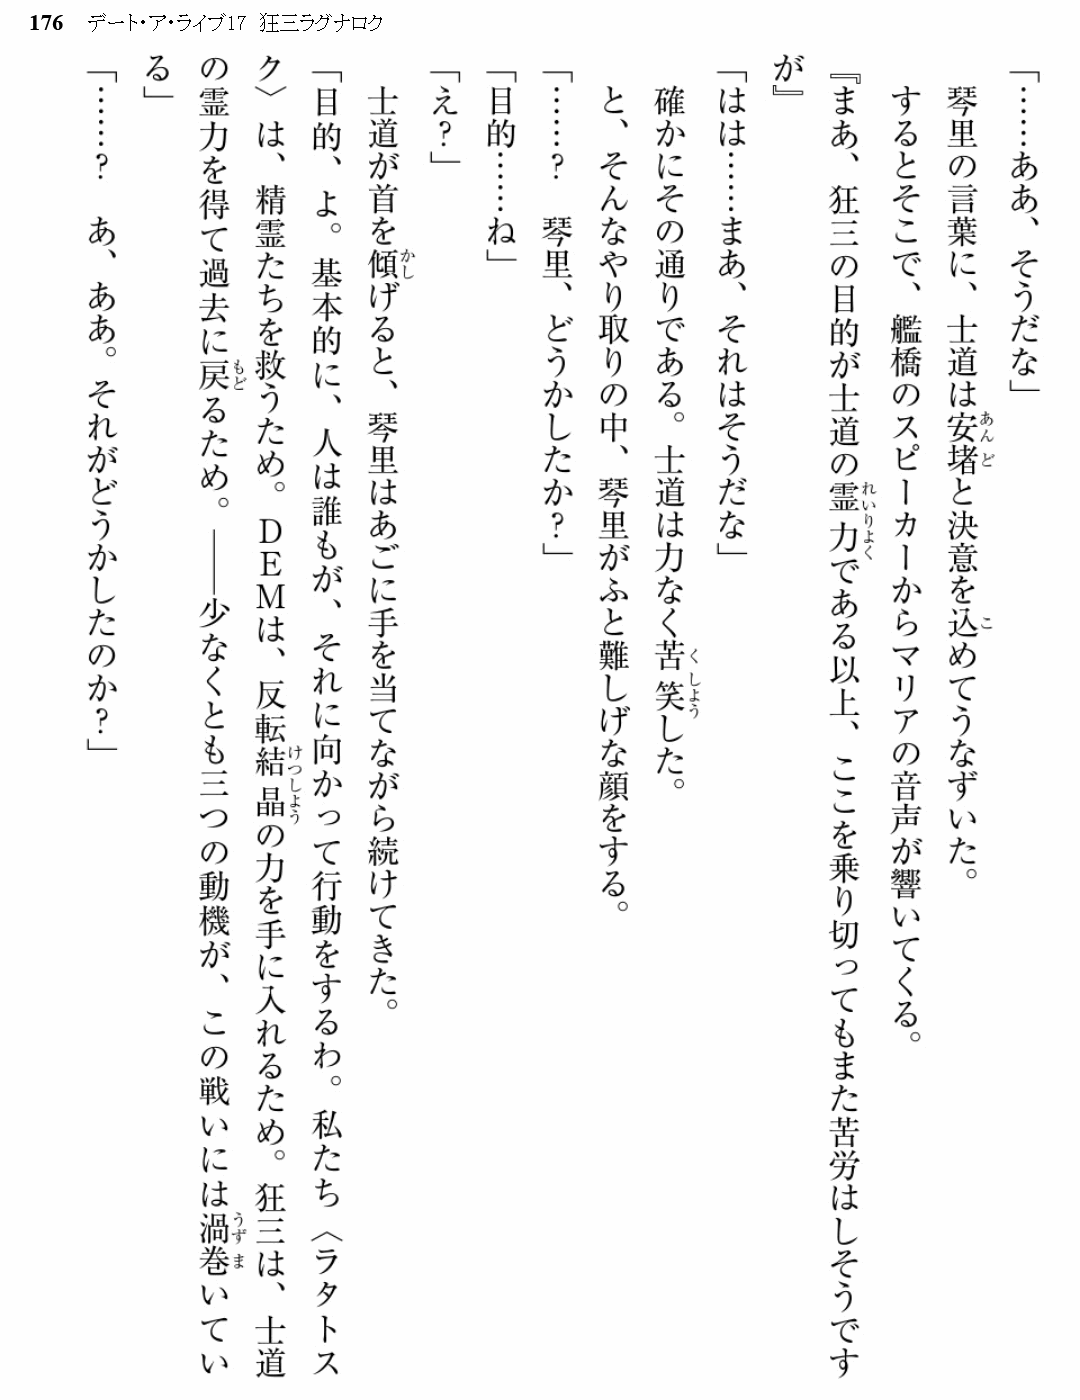 176 デート・ア・ライブ17 狂三ラグナロク
「……ああ、そうだな」
琴里の言葉に、士道は安堵と決意を込めてうなずいた。
するとそこで、艦橋のスピーカーからマリアの音声が響いてくる。
『まあ、狂三の目的が士道の霊力である以上、ここを乗り切ってもまた苦労はしそうです
が』
「はは……まあ、それはそうだな」
確かにその通りである。士道は力なく苦笑した。
と、そんなやり取りの中、琴里がふと難しげな顔をする。
「……? 琴里、どうかしたか?」
「目的……ね」
「え?」
士道が首を傾げると、琴里はあごに手を当てながら続けてきた。
「目的、よ。基本的に、人は誰もが、それに向かって行動をするわ。私たち〈ラタトス
ク〉は、精霊たちを救うため。DEMは、反転結晶の力を手に入れるため。狂三は、士道
の霊力を得て過去に戻るため。——少なくとも三つの動機が、この戦いには渦巻いてい
る」
「……? あ、ああ。それがどうかしたのか?」